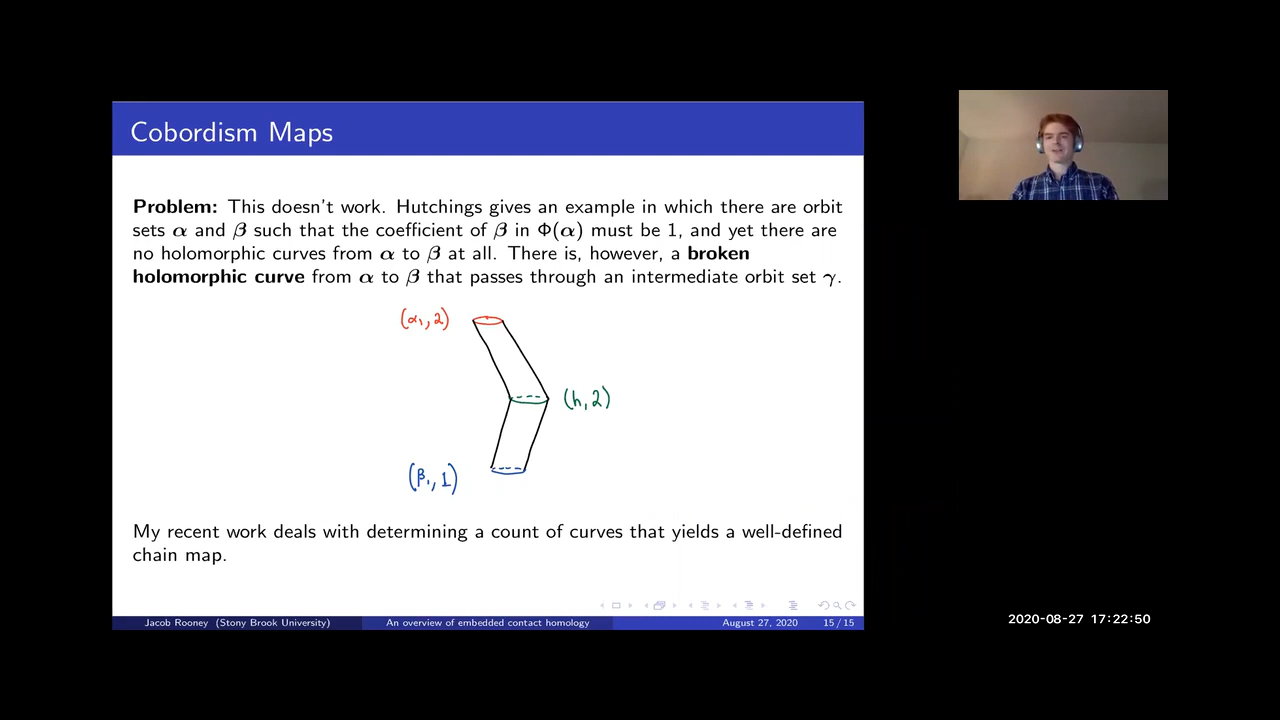 Cobordism Maps
Problem: This doesn't work. Hutchings gives an example in which there are orbit
sets α and β such that the coefficient of β in Φ(α) must be 1, and yet there are
no holomorphic curves from α to β at all. There is, however, a broken
holomorphic curve from α to β that passes through an intermediate orbit set γ.
(α₁, 2)
(h, 2)
(β₁, 1)
My recent work deals with determining a count of curves that yields a well-defined
chain map.
Jacob Rooney (Stony Brook University) An overview of embedded contact homology August 27, 2020 15 / 15
2020-08-27 17:22:50